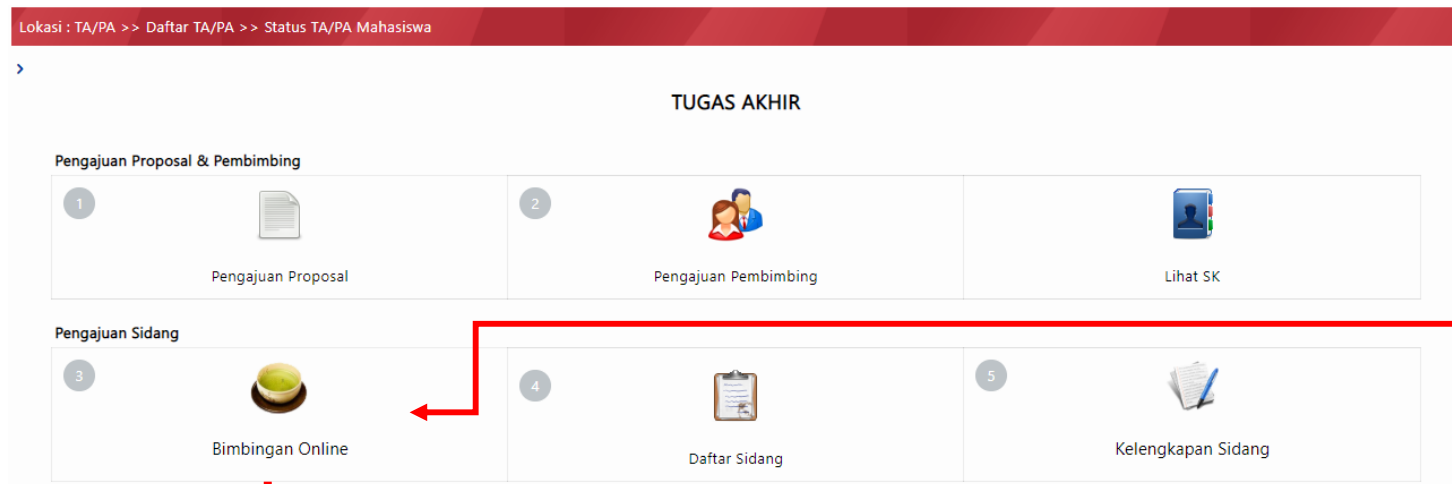 Lokasi : TA/PA >> Daftar TA/PA >> Status TA/PA Mahasiswa
TUGAS AKHIR
Pengajuan Proposal & Pembimbing
1
Pengajuan Proposal
2
Pengajuan Pembimbing
Lihat SK
Pengajuan Sidang
3
Bimbingan Online
4
Daftar Sidang
5
Kelengkapan Sidang